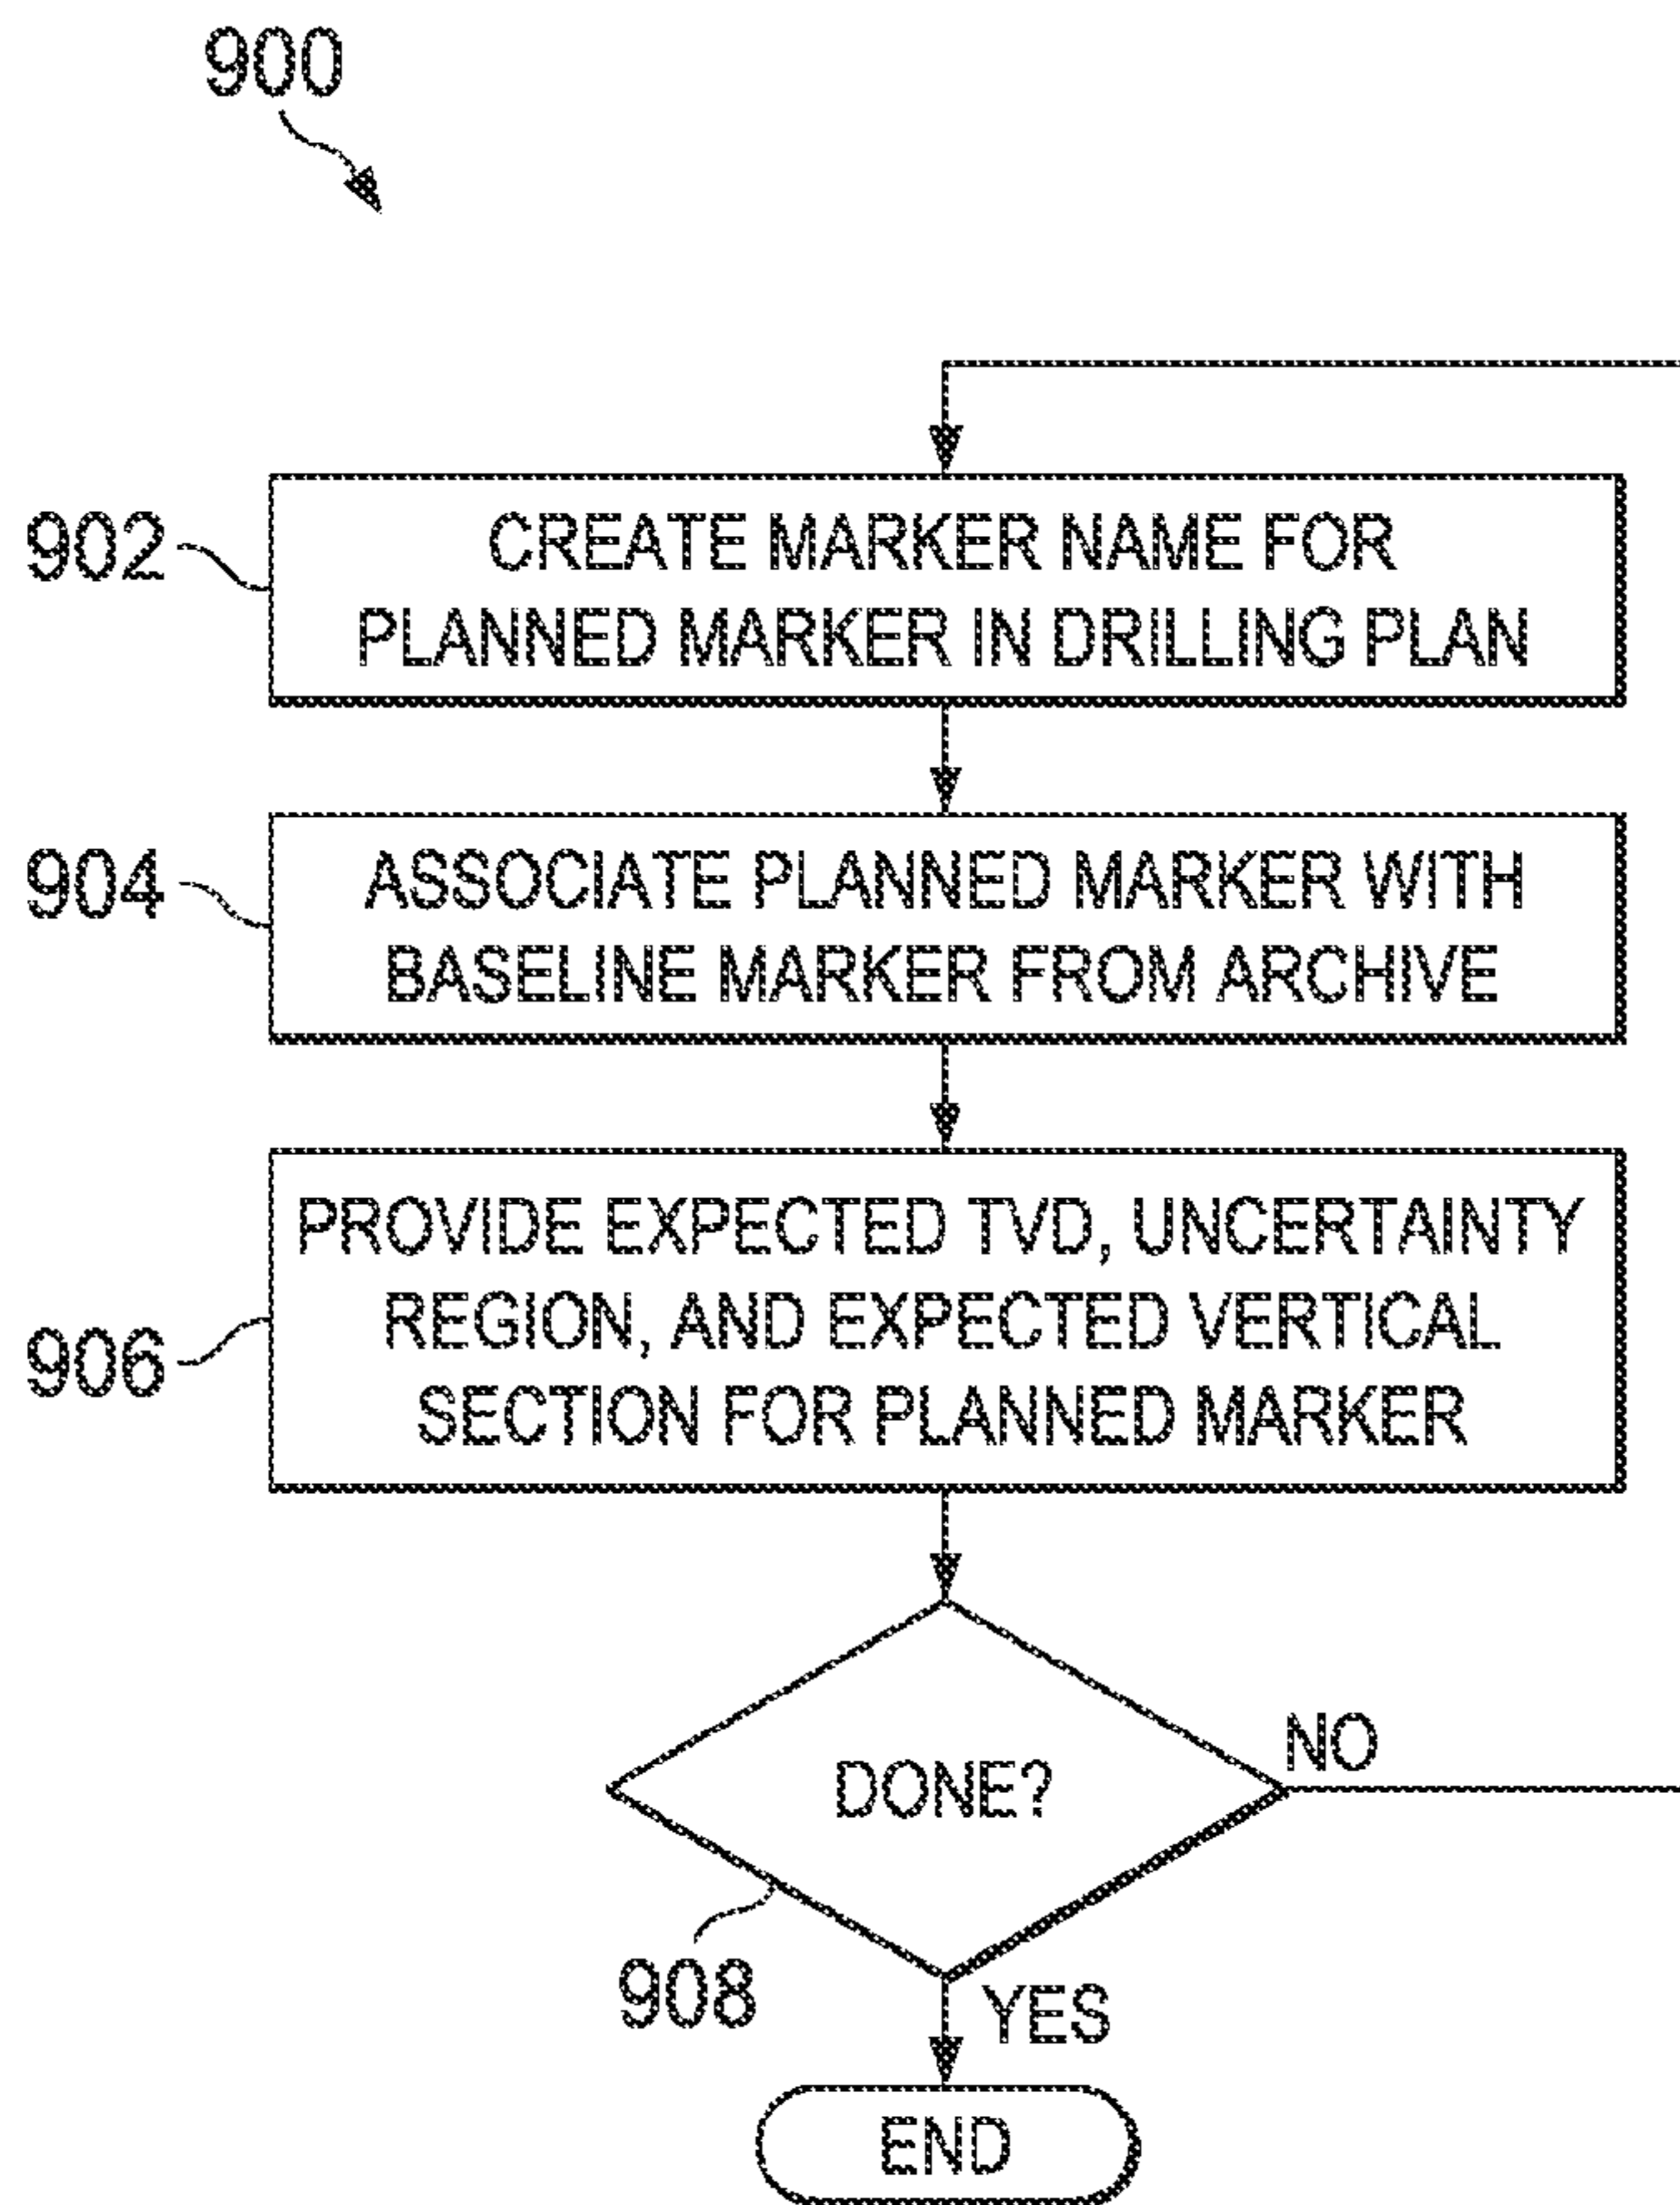 900
902
CREATE MARKER NAME FOR
PLANNED MARKER IN DRILLING PLAN
904
ASSOCIATE PLANNED MARKER WITH
BASELINE MARKER FROM ARCHIVE
906
PROVIDE EXPECTED TVD, UNCERTAINTY
REGION, AND EXPECTED VERTICAL
SECTION FOR PLANNED MARKER
DONE?
NO
908
YES
END